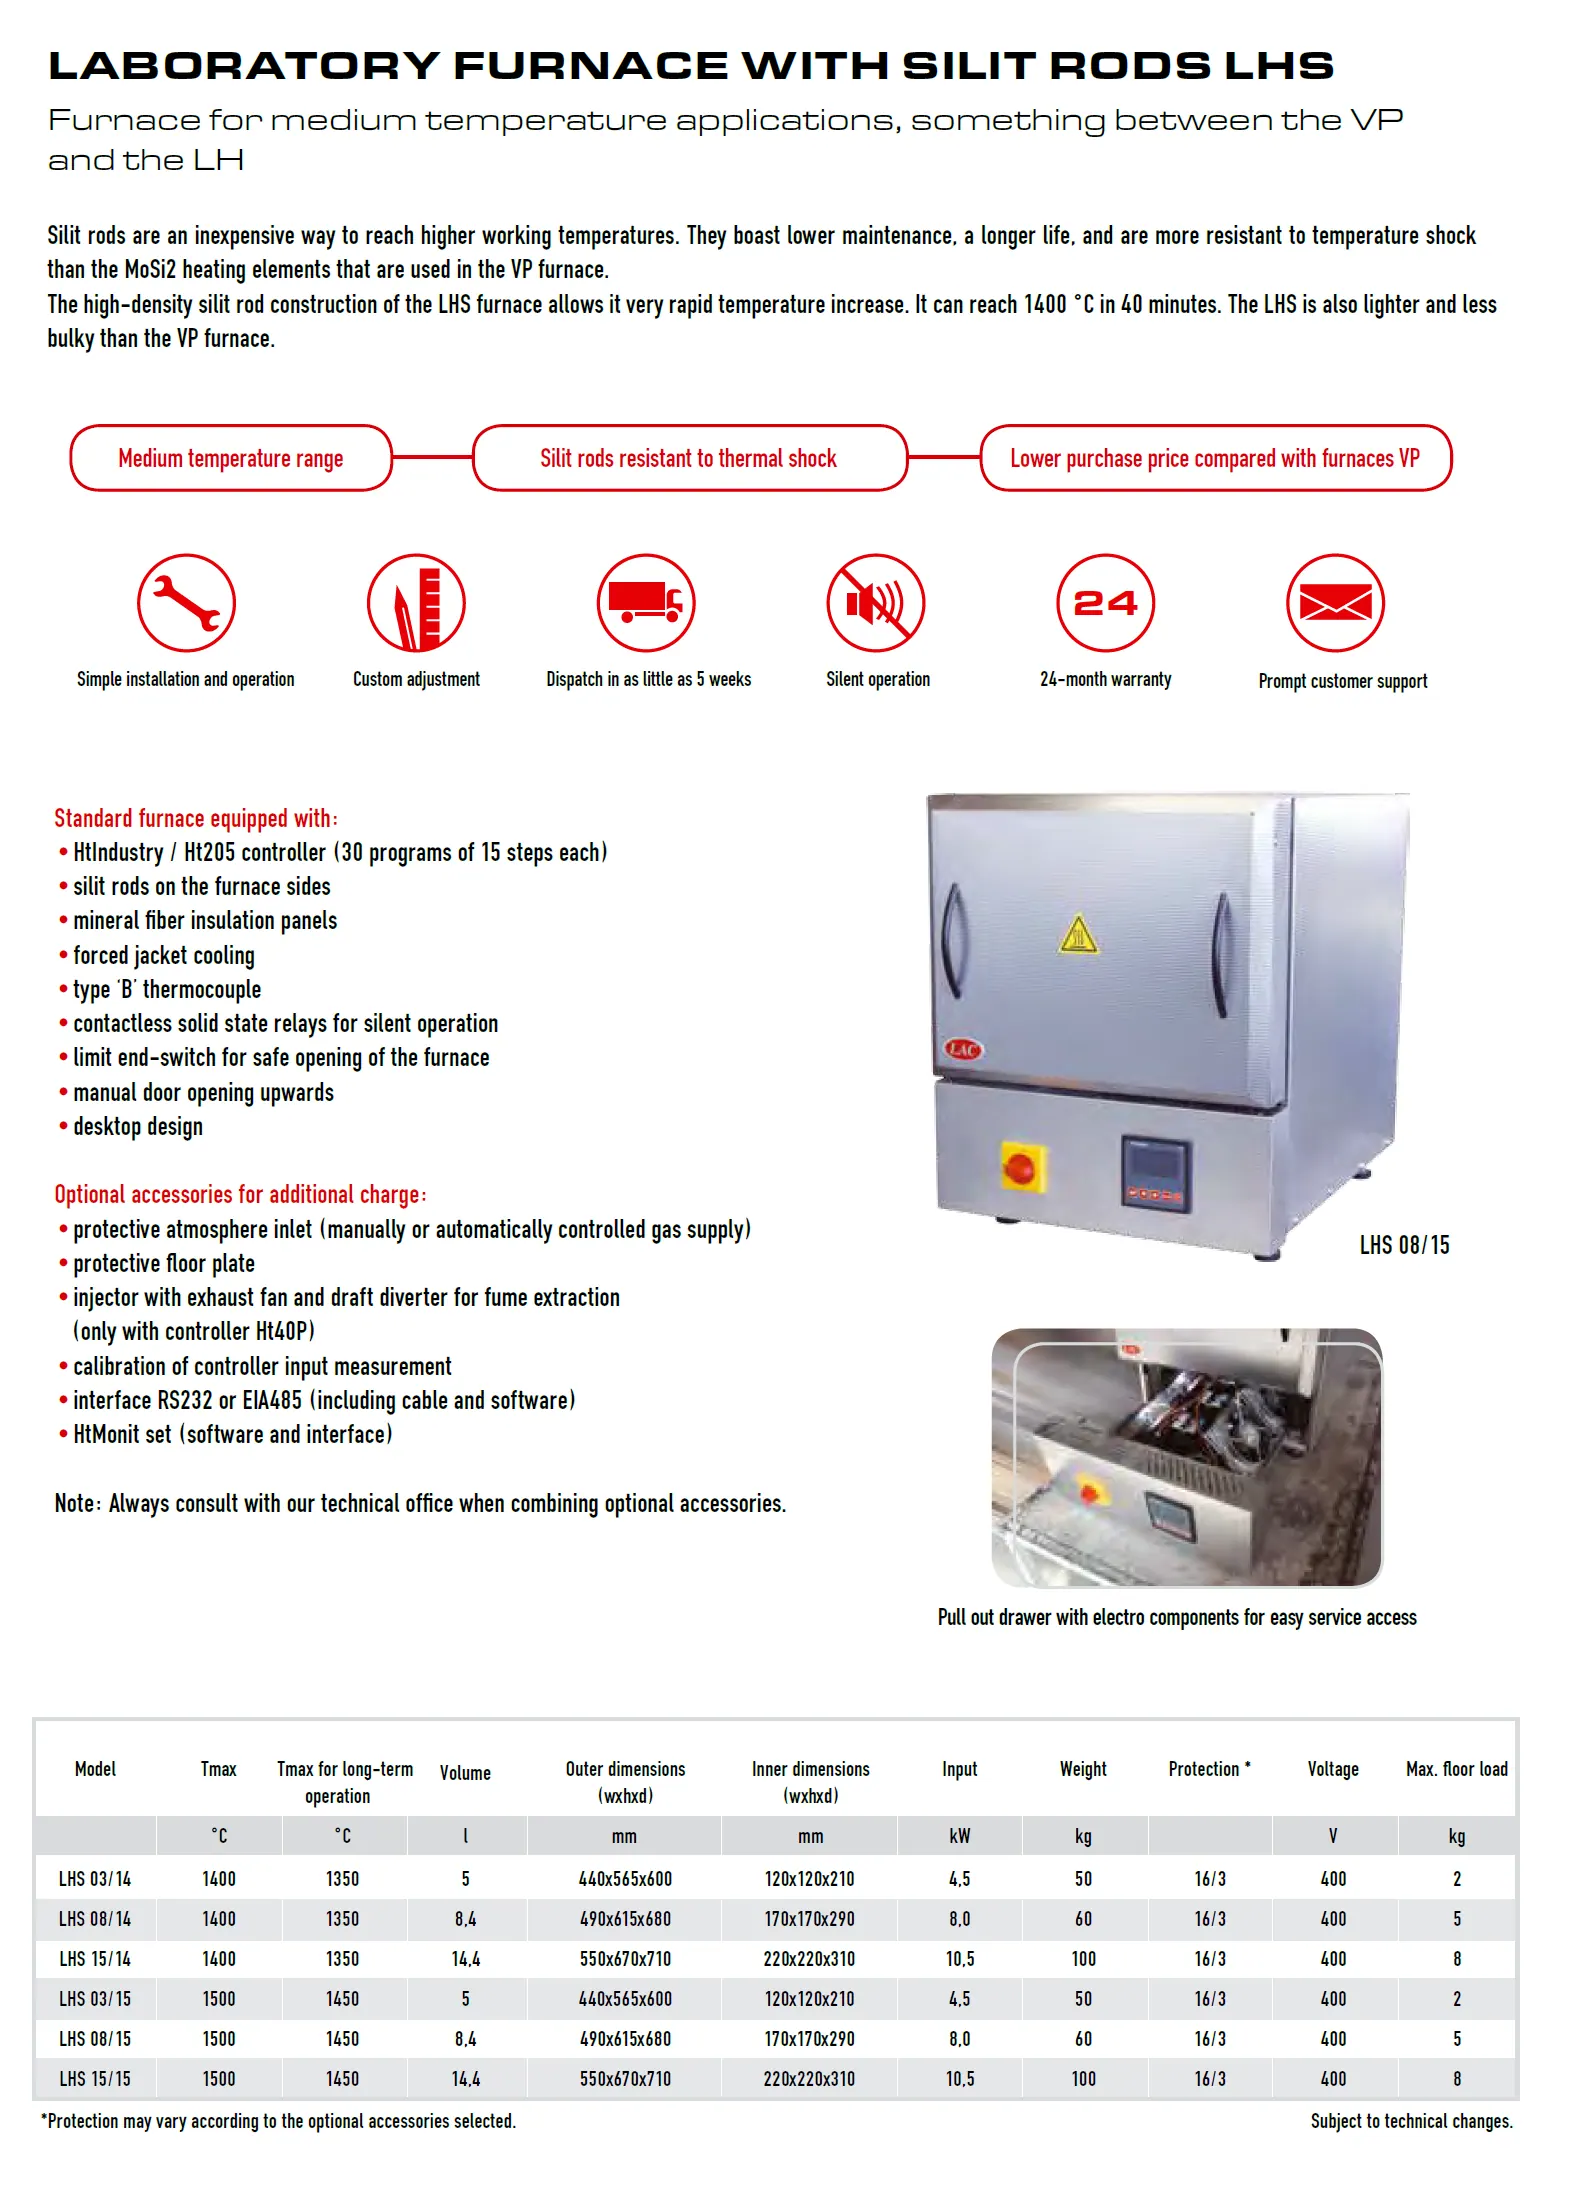 LABORATORY FURNACE WITH SILIT RODS LHS
Furnace for medium temperature applications, something between the VP
and the LH
Silit rods are an inexpensive way to reach higher working temperatures. They boast lower maintenance, a longer life, and are more resistant to temperature shock
than the MoSi2 heating elements that are used in the VP furnace.
The high-density silit rod construction of the LHS furnace allows it very rapid temperature increase. It can reach 1400 °C in 40 minutes. The LHS is also lighter and less
bulky than the VP furnace.
Medium temperature range
Silit rods resistant to thermal shock
Lower purchase price compared with furnaces VP
24
Simple installation and operation
Custom adjustment
Dispatch in as little as 5 weeks
Silent operation
24-month warranty
Prompt customer support
Standard furnace equipped with:
• HtIndustry / Ht205 controller (30 programs of 15 steps each)
• silit rods on the furnace sides
• mineral fiber insulation panels
• forced jacket cooling
• type ‘B’ thermocouple
• contactless solid state relays for silent operation
• limit end-switch for safe opening of the furnace
• manual door opening upwards
• desktop design
Optional accessories for additional charge:
• protective atmosphere inlet (manually or automatically controlled gas supply)
• protective floor plate
• injector with exhaust fan and draft diverter for fume extraction
(only with controller Ht40P)
• calibration of controller input measurement
• interface RS232 or EIA485 (including cable and software)
• HtMonit set (software and interface)
Note: Always consult with our technical office when combining optional accessories.
LAC
LHS 08/15
Pull out drawer with electro components for easy service access
Model Tmax Tmax for long-term operation Volume Outer dimensions (wxhxd) Inner dimensions (wxhxd) Input Weight Protection * Voltage Max. floor load
°C °C l mm mm kW kg V kg
LHS 03/14 1400 1350 5 440x565x600 120x120x210 4,5 50 16/3 400 2
LHS 08/14 1400 1350 8,4 490x615x680 170x170x290 8,0 60 16/3 400 5
LHS 15/14 1400 1350 14,4 550x670x710 220x220x310 10,5 100 16/3 400 8
LHS 03/15 1500 1450 5 440x565x600 120x120x210 4,5 50 16/3 400 2
LHS 08/15 1500 1450 8,4 490x615x680 170x170x290 8,0 60 16/3 400 5
LHS 15/15 1500 1450 14,4 550x670x710 220x220x310 10,5 100 16/3 400 8
*Protection may vary according to the optional accessories selected.
Subject to technical changes.